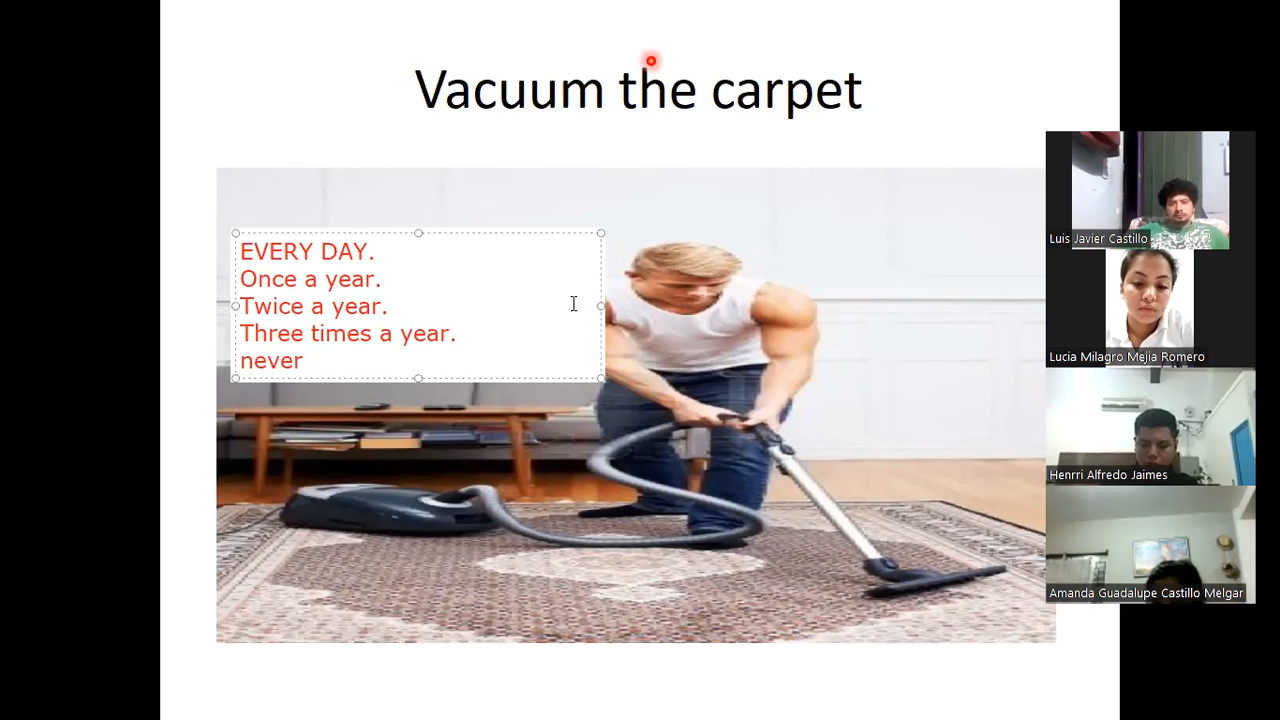 Vacuum the carpet
EVERY DAY.
Once a year.
Twice a year.
Three times a year.
never
Luis Javier Castillo
Lucia Milagro Mejia Romero
Henrri Alfredo Jaimes
Amanda Guadalupe Castillo Melgar